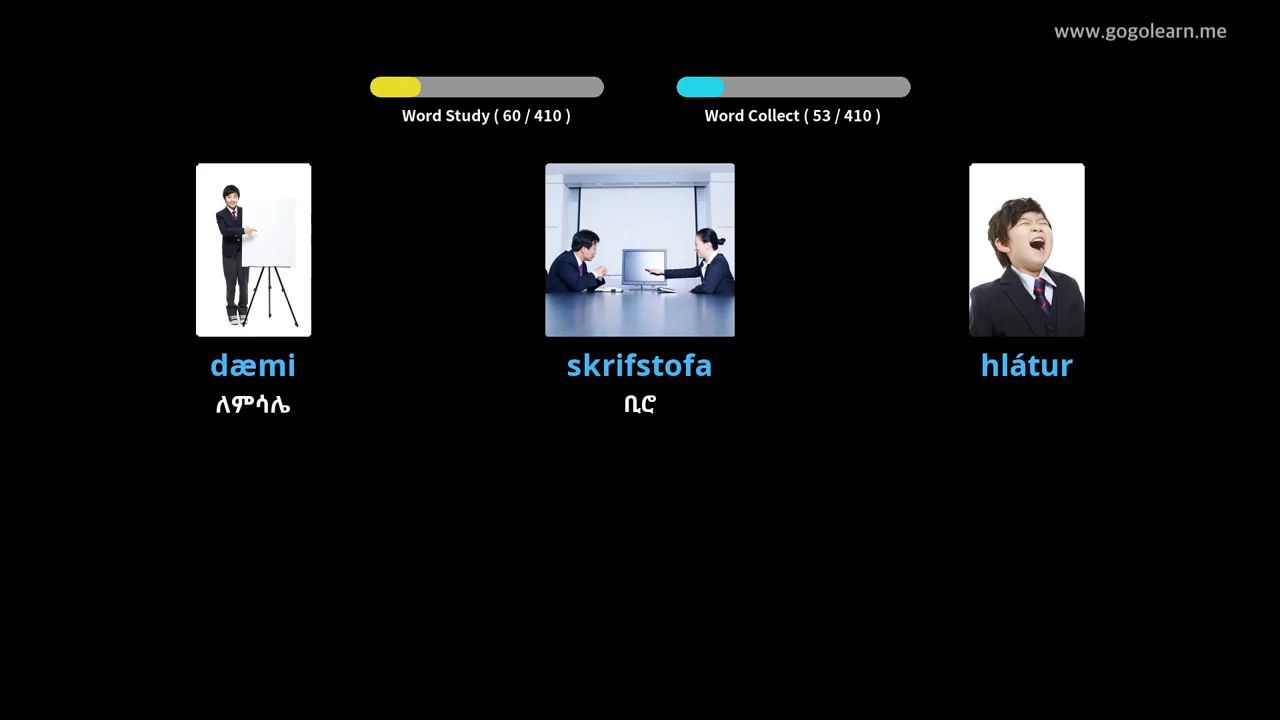 www.gogolearn.me
Word Study ( 60 / 410 )
Word Collect ( 53 / 410 )
dæmi
skrifstofa
hlátur
ለምሳሌ
ቢሮ